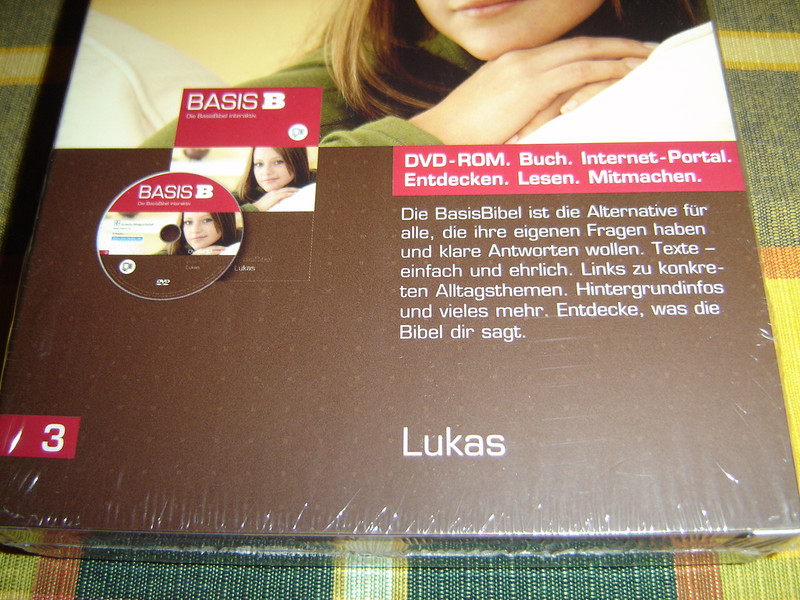 BASIS B
Die BasisBibel interaktiv
BASIS B
Die BasisBibel interaktiv
Lukas
DVD
Lukas
DVD-ROM. Buch. Internet-Portal.
Entdecken. Lesen. Mitmachen.
Die BasisBibel ist die Alternative für
alle, die ihre eigenen Fragen haben
und klare Antworten wollen. Texte –
einfach und ehrlich. Links zu konkre-
ten Alltagsthemen. Hintergrundinfos
und vieles mehr. Entdecke, was die
Bibel dir sagt.
3
Lukas